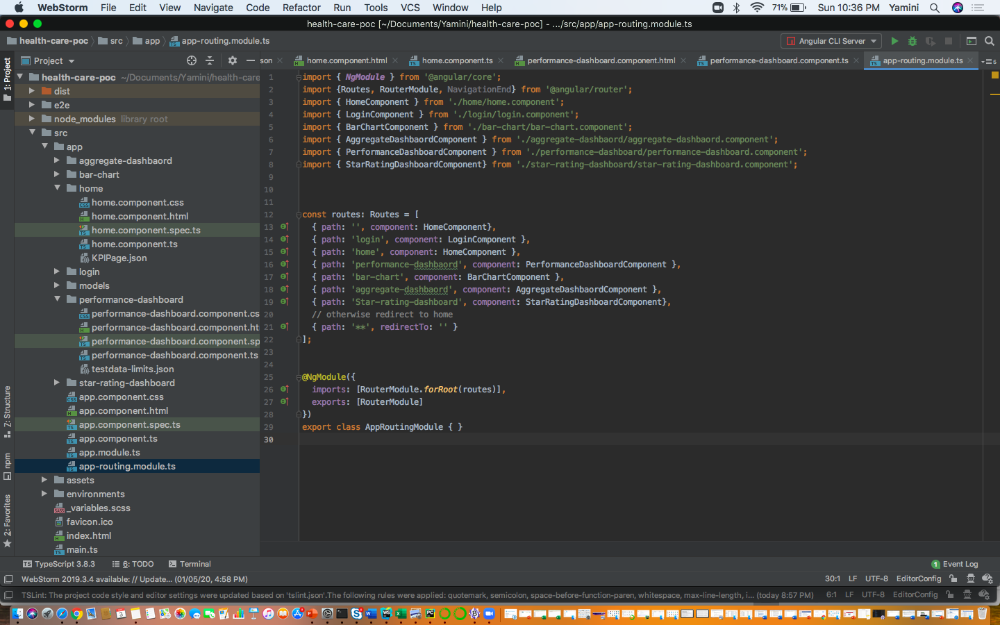 WebStorm File Edit View Navigate Code Refactor Run Tools VCS Window Help 71% Sun 10:36 PM Yamini
health-care-poc [~/Documents/Yamini/health-care-poc] - .../src/app/app-routing.module.ts
health-care-poc src app app-routing.module.ts Angular CLI Server
Project son home.component.html home.component.ts performance-dashboard.component.html performance-dashboard.component.ts app-routing.module.ts 5
1: Project
Z: Structure
npm
2: Favorites
health-care-poc ~/Documents/Yamini/health-care
dist
e2e
node_modules library root
src
app
aggregate-dashbaord
bar-chart
home
home.component.css
home.component.html
home.component.spec.ts
home.component.ts
KPIPage.json
login
models
performance-dashboard
performance-dashboard.component.cs
performance-dashboard.component.ht
performance-dashboard.component.sp
performance-dashboard.component.ts
testdata-limits.json
star-rating-dashboard
app.component.css
app.component.html
app.component.spec.ts
app.component.ts
app.module.ts
app-routing.module.ts
assets
environments
_variables.scss
favicon.ico
index.html
main.ts
1 import { NgModule } from '@angular/core';
2 import {Routes, RouterModule, NavigationEnd} from '@angular/router';
3 import { HomeComponent } from './home/home.component';
4 import { LoginComponent } from './login/login.component';
5 import { BarChartComponent } from './bar-chart/bar-chart.component';
6 import { AggregateDashbaordComponent } from './aggregate-dashbaord/aggregate-dashbaord.component';
7 import { PerformanceDashboardComponent } from './performance-dashboard/performance-dashboard.component';
8 import { StarRatingDashboardComponent} from './star-rating-dashboard/star-rating-dashboard.component';
9
10
11
12 const routes: Routes = [
13 { path: '', component: HomeComponent},
14 { path: 'login', component: LoginComponent },
15 { path: 'home', component: HomeComponent },
16 { path: 'performance-dashbaord', component: PerformanceDashboardComponent },
17 { path: 'bar-chart', component: BarChartComponent },
18 { path: 'aggregate-dashbaord', component: AggregateDashbaordComponent },
19 { path: 'Star-rating-dashboard', component: StarRatingDashboardComponent},
20 // otherwise redirect to home
21 { path: '**', redirectTo: '' }
22 ];
23
24
25 @NgModule({
26 imports: [RouterModule.forRoot(routes)],
27 exports: [RouterModule]
28 })
29 export class AppRoutingModule { }
30
TypeScript 3.8.3 6: TODO Terminal 1 Event Log
WebStorm 2019.3.4 available: // Update... (01/05/20, 4:58 PM) 30:1 LF UTF-8 EditorConfig
TSLint: The project code style and editor settings were updated based on 'tslint.json'.The following rules were applied: quotemark, semicolon, space-before-function-paren, whitespace, max-line-length, i... (today 8:57 PM) 6:1 LF UTF-8 EditorConfig